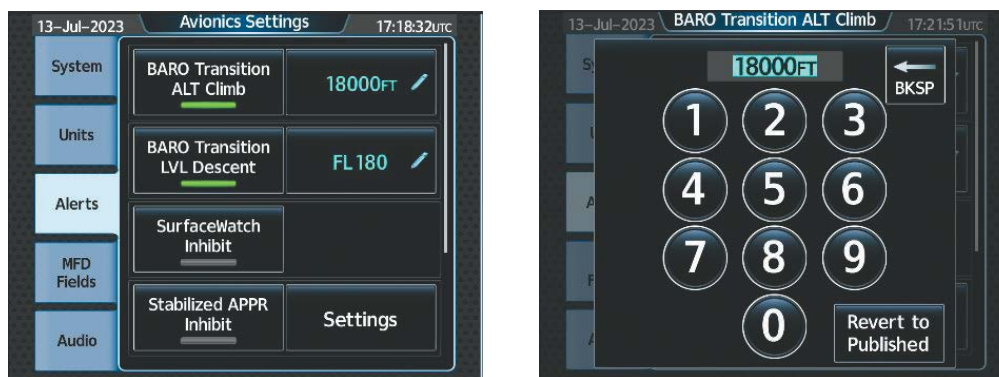 13-Jul-2023 Avionics Settings 17:18:32UTC
System
BARO Transition
ALT Climb
18000FT
Units
BARO Transition
LVL Descent
FL180
Alerts
SurfaceWatch
Inhibit
MFD
Fields
Stabilized APPR
Inhibit
Settings
Audio
13-Jul-2023 BARO Transition ALT Climb 17:21:51UTC
18000FT
BKSP
1 2 3
4 5 6
7 8 9
0
Revert to
Published